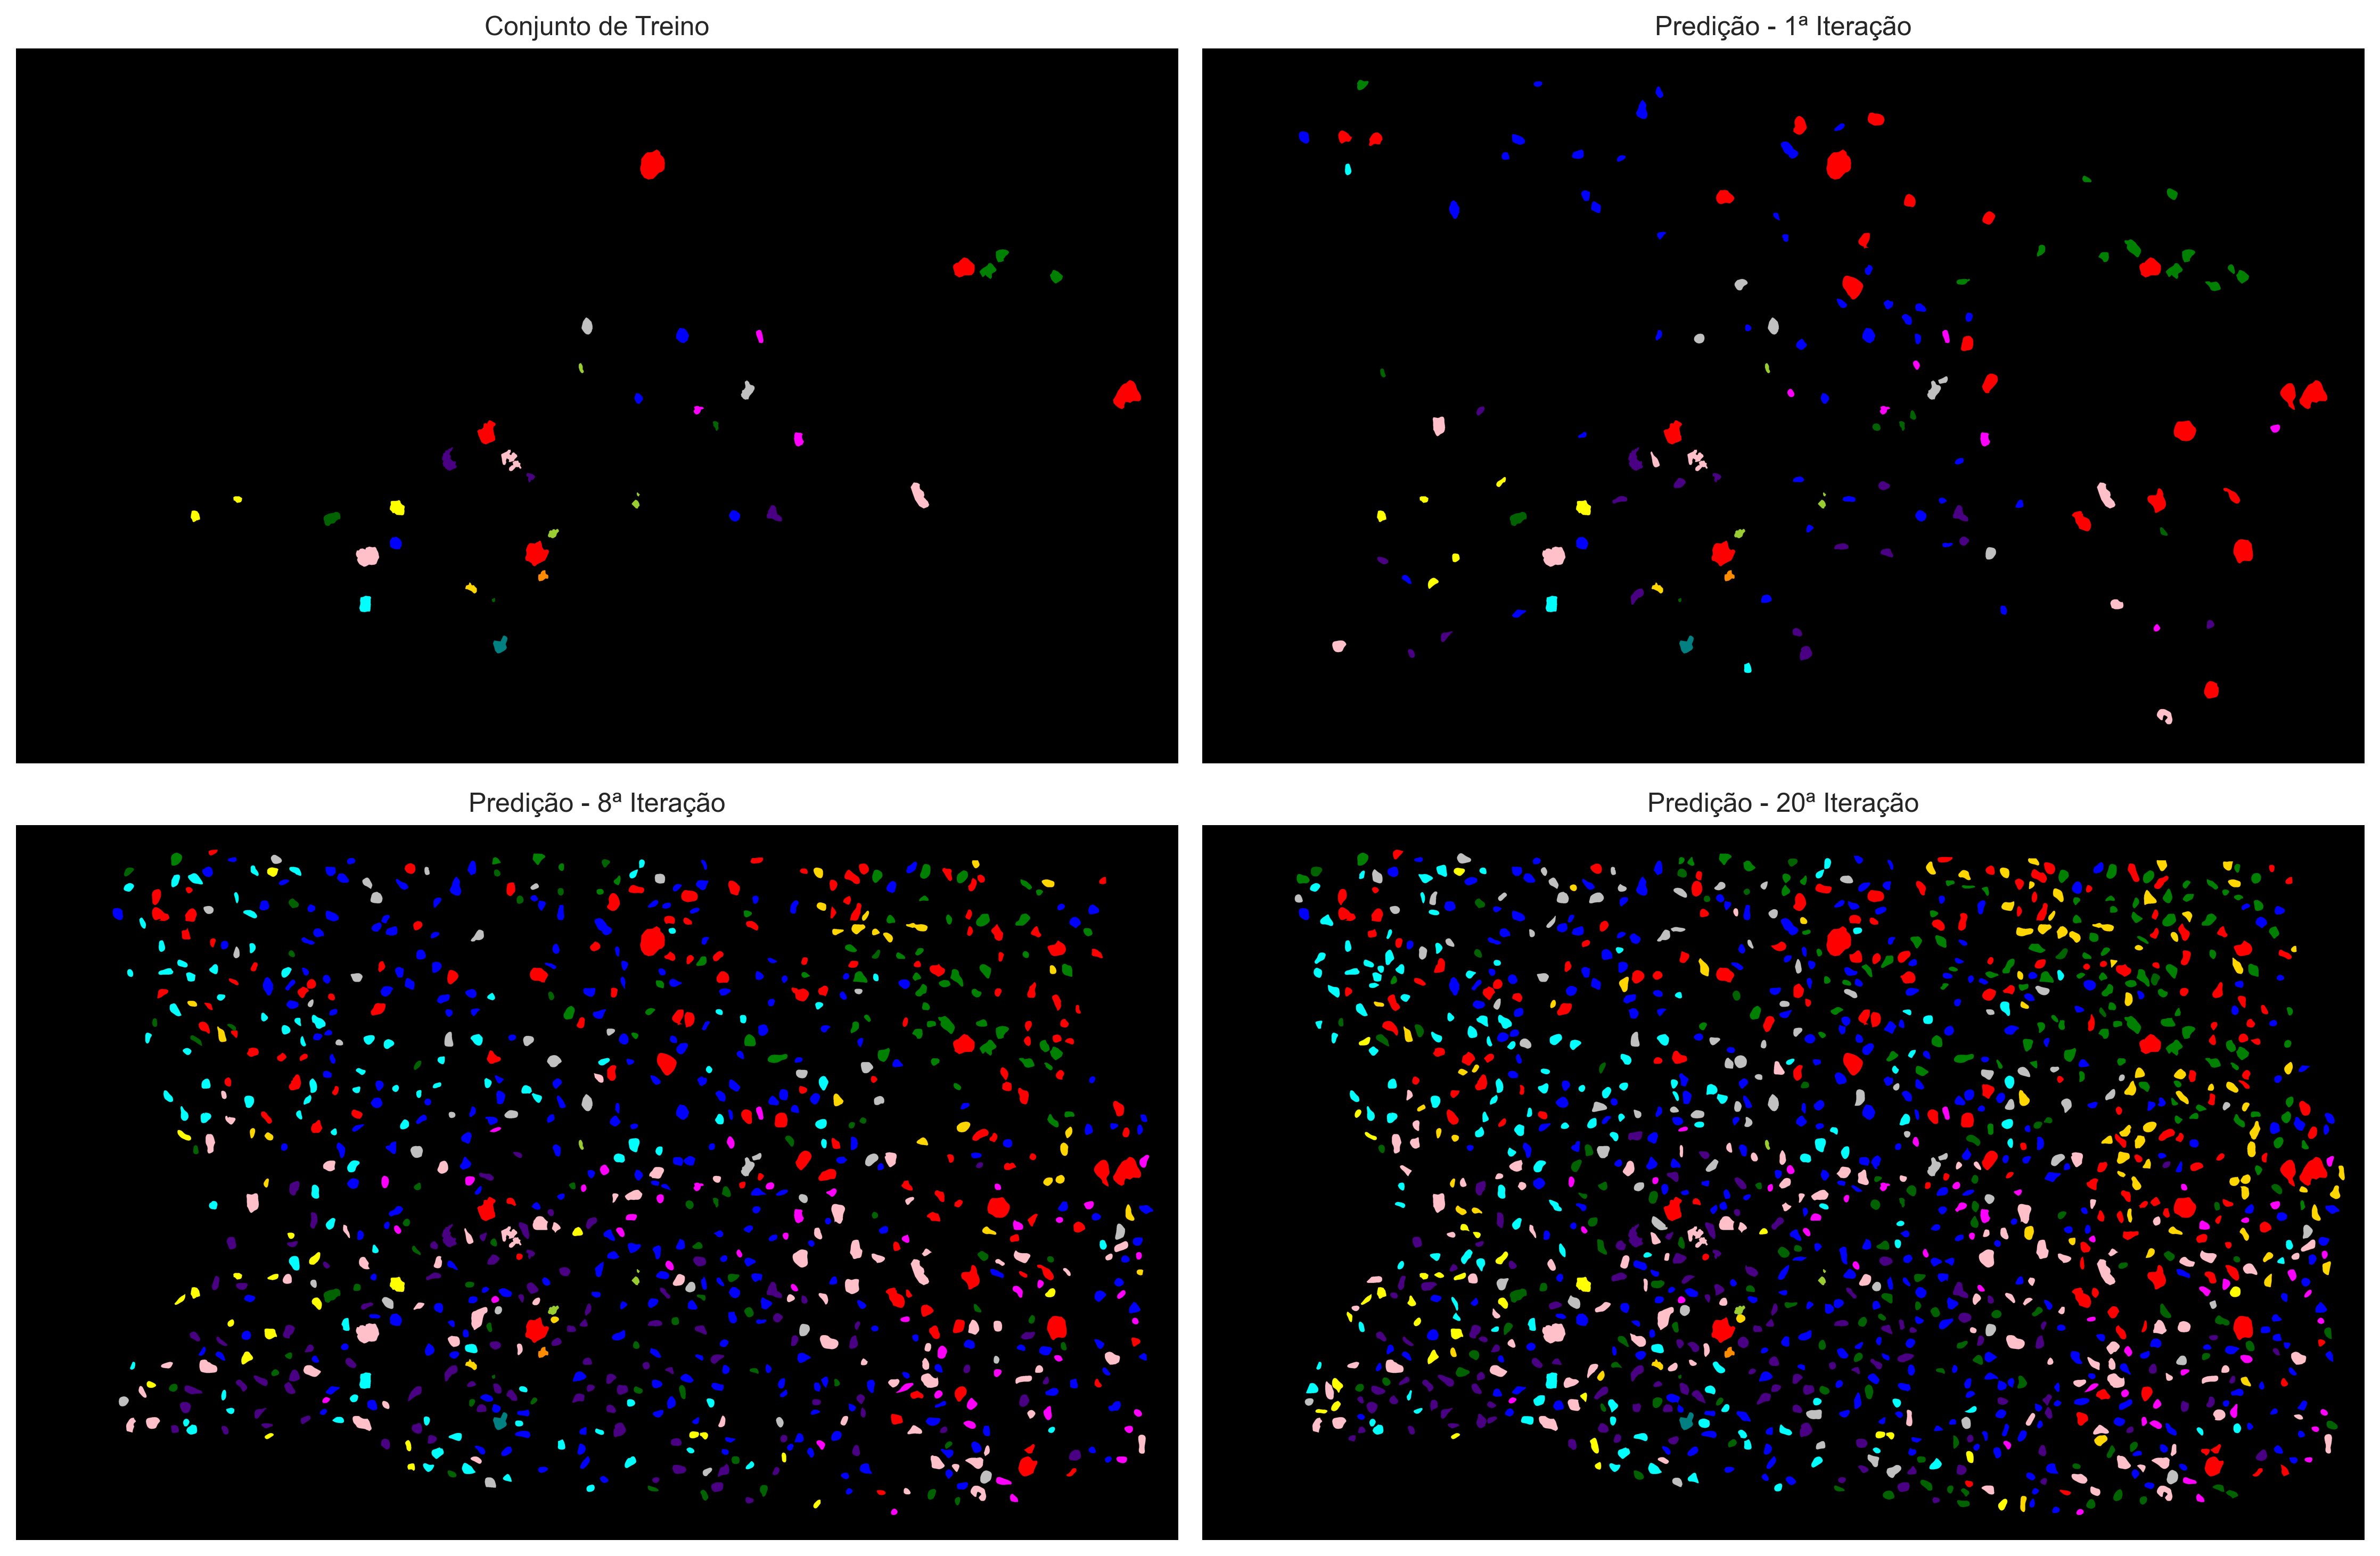 Conjunto de Treino
Predição - 1ª Iteração
Predição - 8ª Iteração
Predição - 20ª Iteração